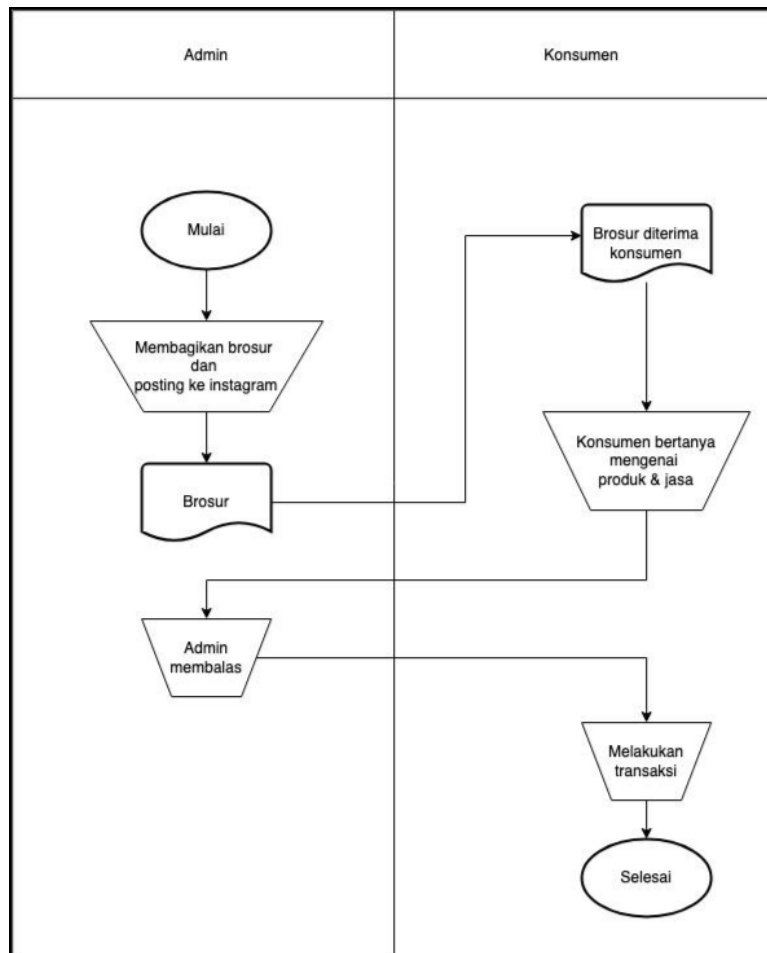 Admin
Konsumen
Mulai
Membagikan brosur
dan
posting ke instagram
Brosur
Brosur diterima
konsumen
Konsumen bertanya
mengenai
produk & jasa
Admin
membalas
Melakukan
transaksi
Selesai